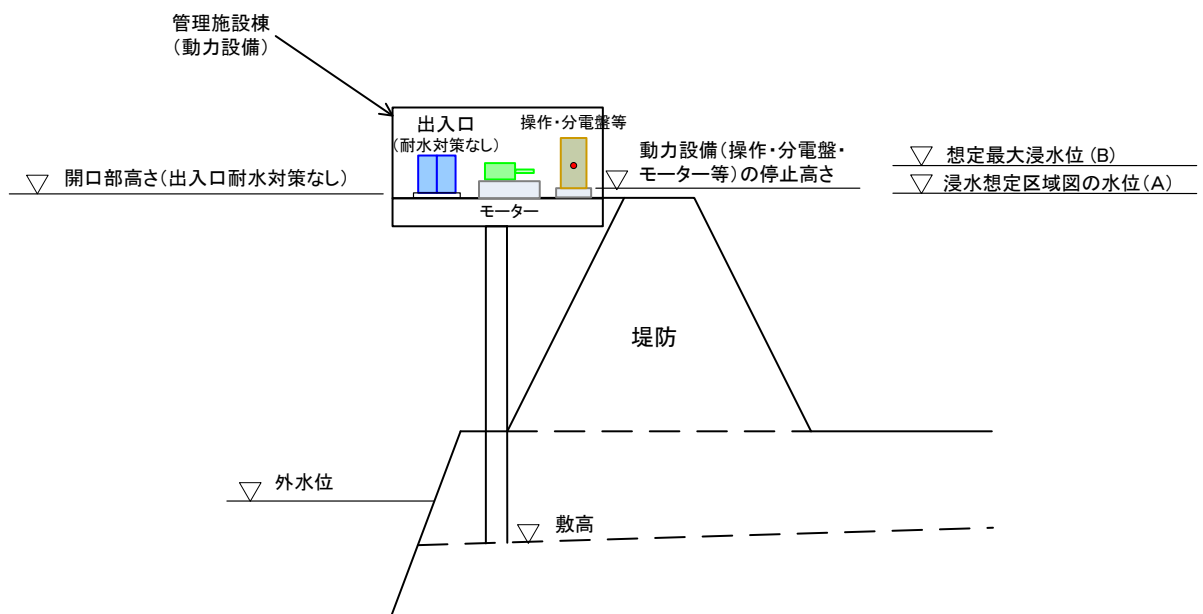 管理施設棟
（動力設備）
出入口
（耐水対策なし）
操作・分電盤等
モーター
動力設備（操作・分電盤・
モーター等）の停止高さ
想定最大浸水位（B）
浸水想定区域図の水位（A）
開口部高さ（出入口耐水対策なし）
堤防
外水位
敷高